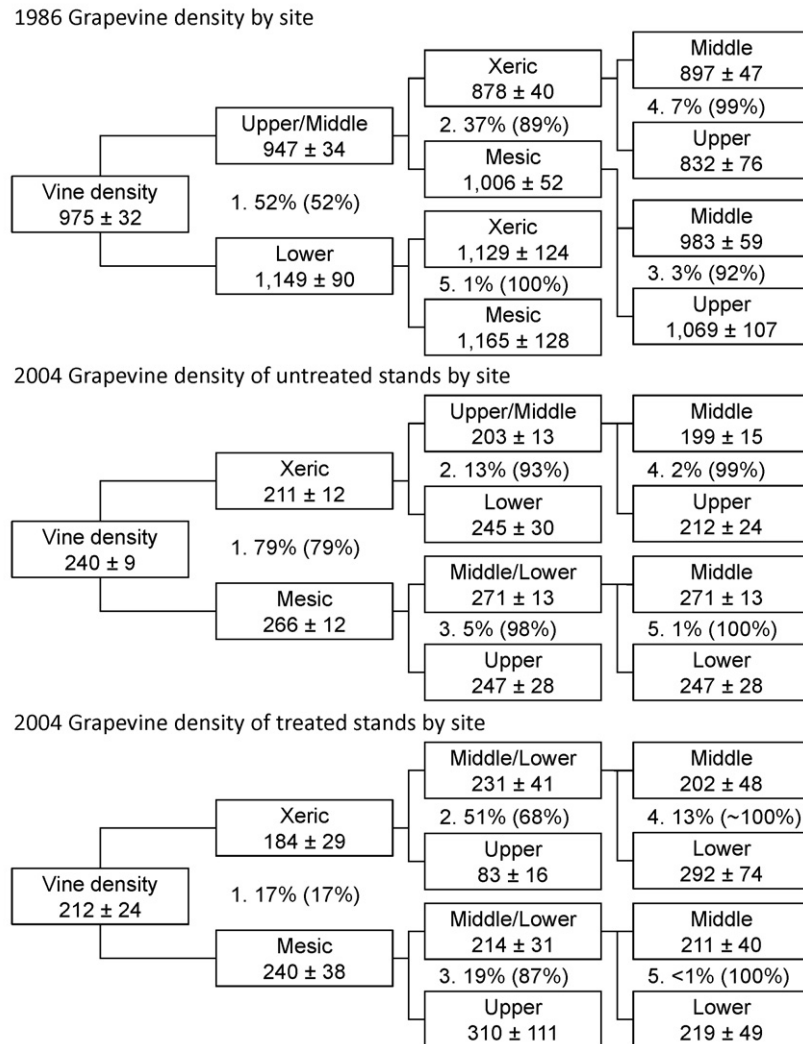 1986 Grapevine density by site
Vine density
975 ± 32
1. 52% (52%)
Upper/Middle
947 ± 34
Lower
1,149 ± 90
Xeric
878 ± 40
2. 37% (89%)
Mesic
1,006 ± 52
Xeric
1,129 ± 124
5. 1% (100%)
Mesic
1,165 ± 128
Middle
897 ± 47
4. 7% (99%)
Upper
832 ± 76
Middle
983 ± 59
3. 3% (92%)
Upper
1,069 ± 107
2004 Grapevine density of untreated stands by site
Vine density
240 ± 9
1. 79% (79%)
Xeric
211 ± 12
Mesic
266 ± 12
Upper/Middle
203 ± 13
2. 13% (93%)
Lower
245 ± 30
Middle/Lower
271 ± 13
3. 5% (98%)
Upper
247 ± 28
Middle
199 ± 15
4. 2% (99%)
Upper
212 ± 24
Middle
271 ± 13
5. 1% (100%)
Lower
247 ± 28
2004 Grapevine density of treated stands by site
Vine density
212 ± 24
1. 17% (17%)
Xeric
184 ± 29
Mesic
240 ± 38
Middle/Lower
231 ± 41
2. 51% (68%)
Upper
83 ± 16
Middle/Lower
214 ± 31
3. 19% (87%)
Upper
310 ± 111
Middle
202 ± 48
4. 13% (~100%)
Lower
292 ± 74
Middle
211 ± 40
5. <1% (100%)
Lower
219 ± 49